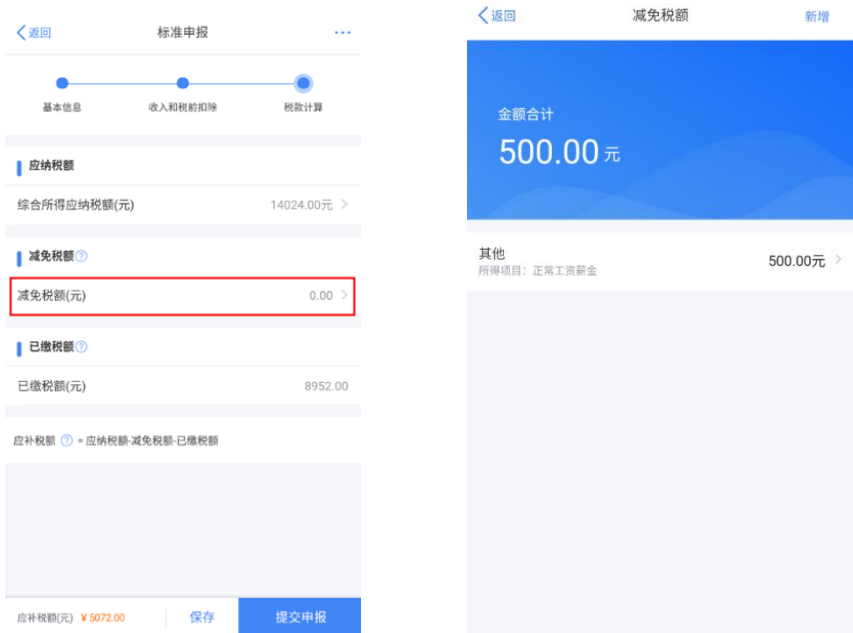 返回
标准申报
...
基本信息
收入和税前扣除
税款计算
应纳税额
综合所得应纳税额(元)
14024.00元
减免税额
减免税额(元)
0.00
已缴税额
已缴税额(元)
8952.00
应补税额 ? = 应纳税额-减免税额-已缴税额
应补税额(元) ¥5072.00
保存
提交申报
返回
减免税额
新增
金额合计
500.00 元
其他
所得项目：正常工资薪金
500.00元